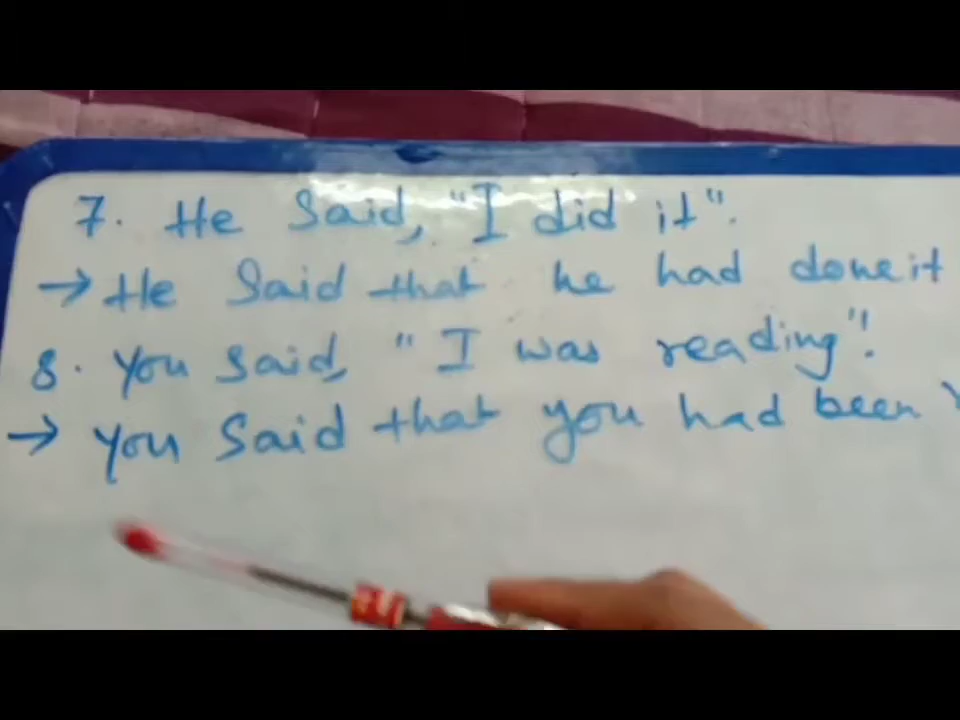 7. He Said, "I did it".
→ He Said that he had done it
8. You said, "I was reading".
→ You Said that you had been